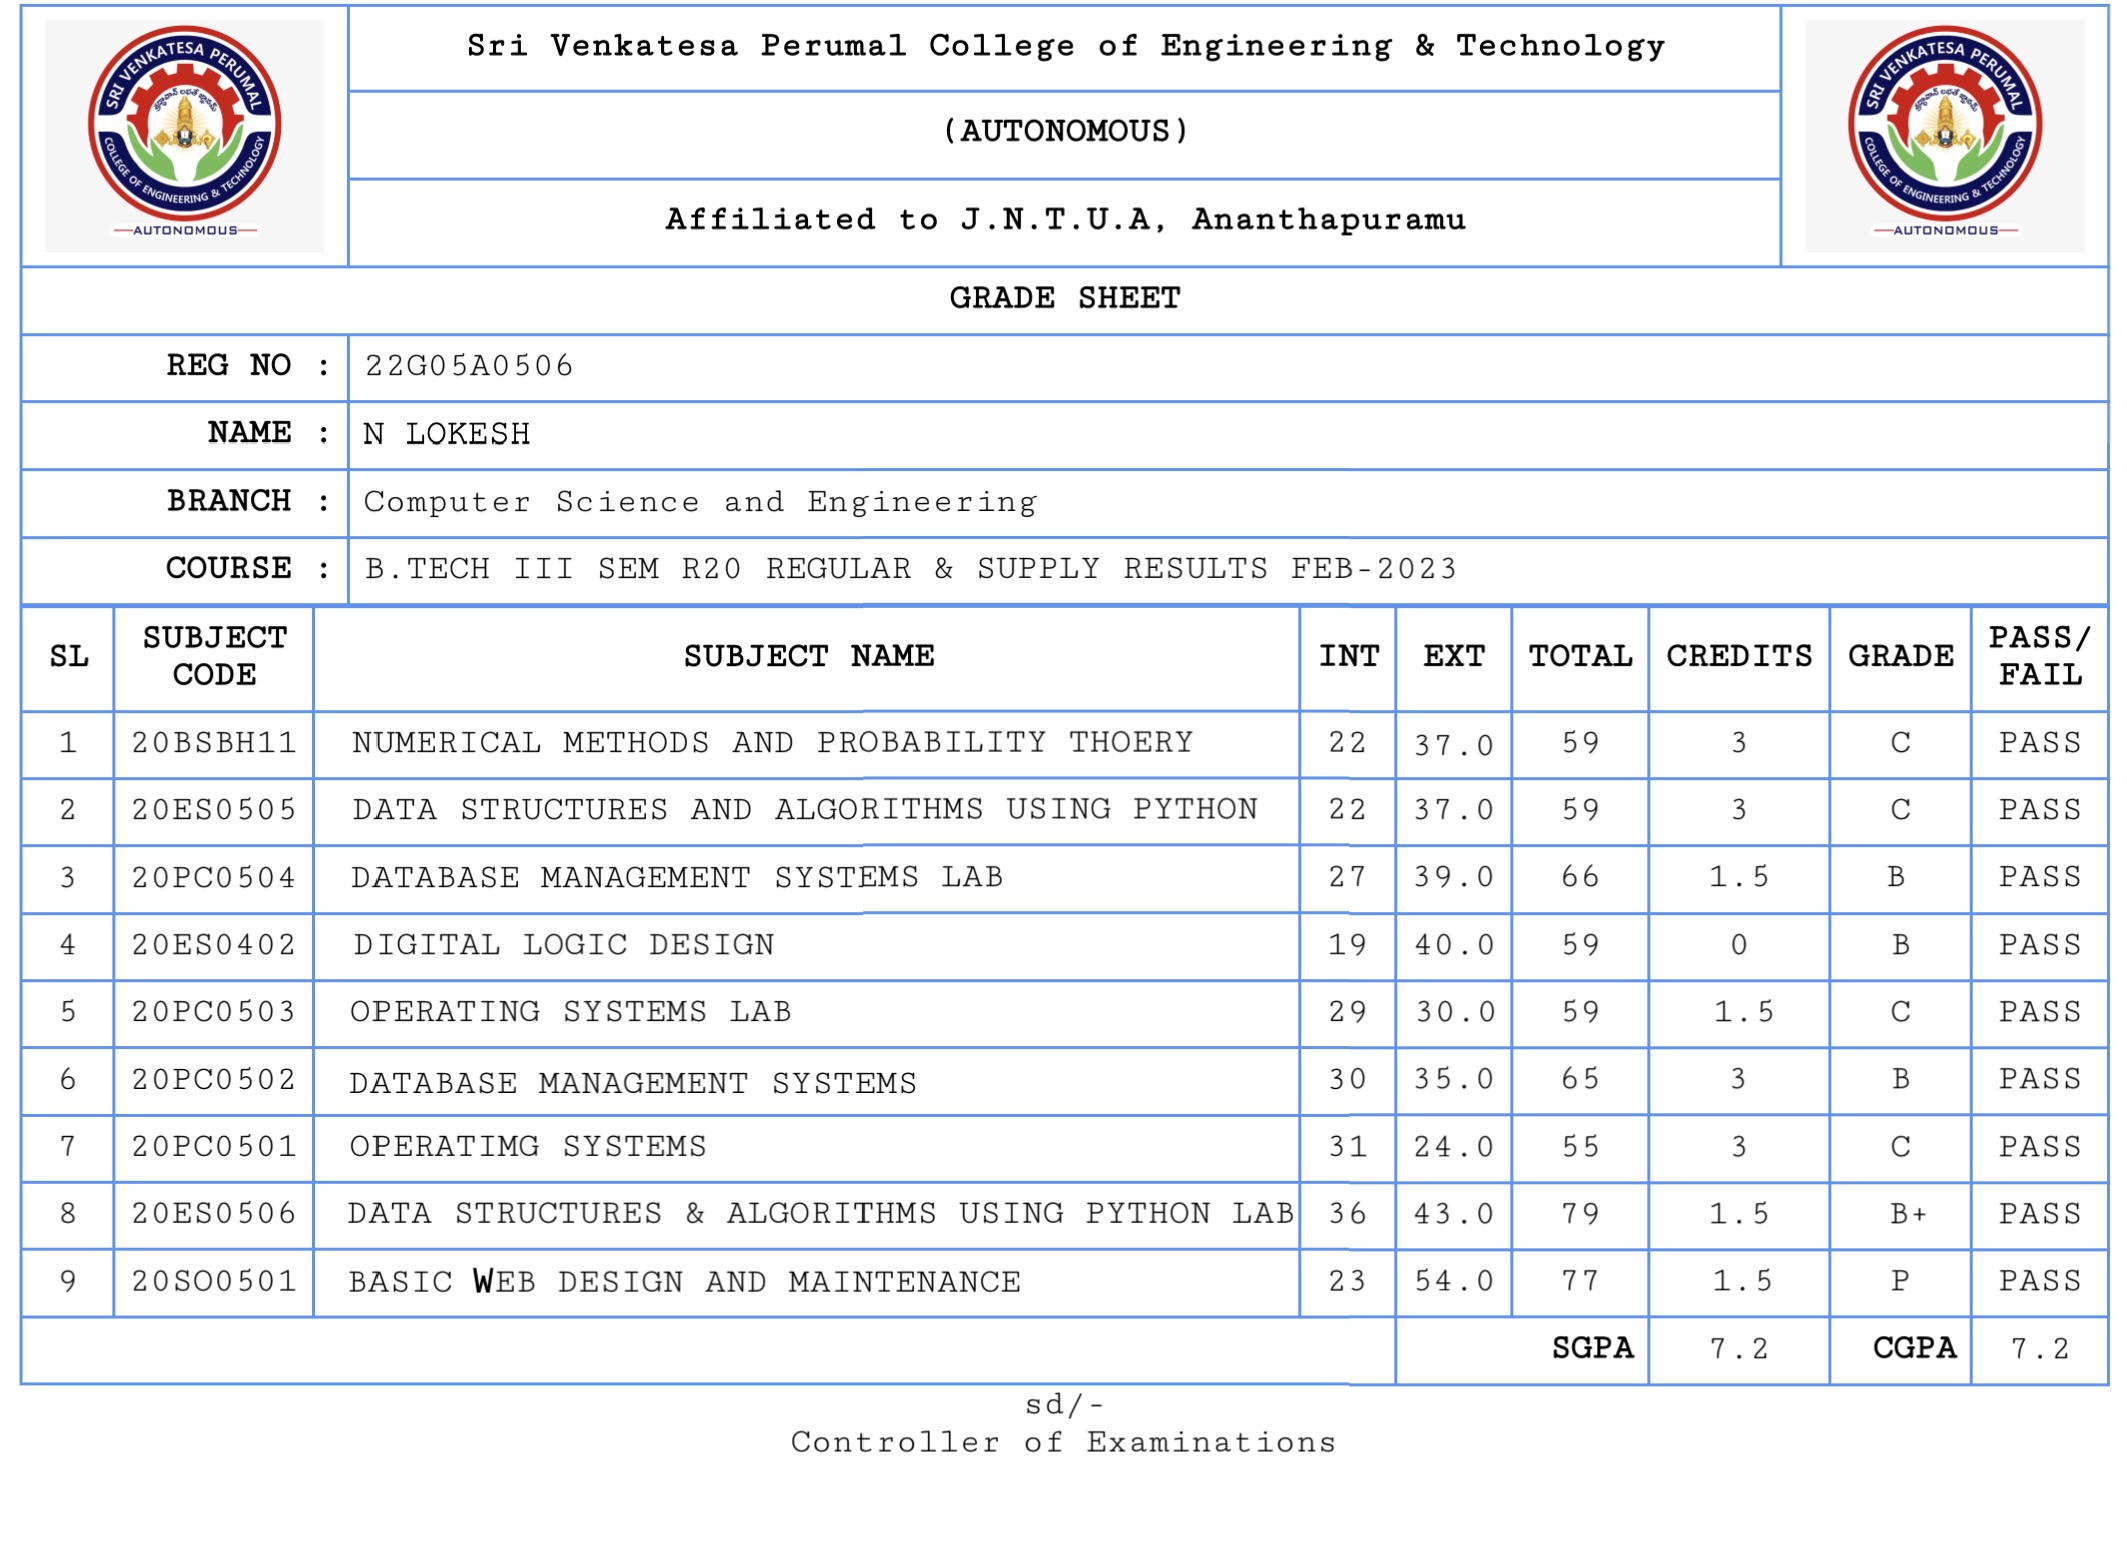 SRI VENKATESA PERUMAL
COLLEGE OF ENGINEERING & TECHNOLOGY
AUTONOMOUS
Sri Venkatesa Perumal College of Engineering & Technology
(AUTONOMOUS)
Affiliated to J.N.T.U.A, Ananthapuramu
SRI VENKATESA PERUMAL
COLLEGE OF ENGINEERING & TECHNOLOGY
AUTONOMOUS
GRADE SHEET
REG NO : 22G05A0506
NAME : N LOKESH
BRANCH : Computer Science and Engineering
COURSE : B.TECH III SEM R20 REGULAR & SUPPLY RESULTS FEB-2023
SL SUBJECT CODE SUBJECT NAME INT EXT TOTAL CREDITS GRADE PASS/FAIL
1 20BSBH11 NUMERICAL METHODS AND PROBABILITY THOERY 22 37.0 59 3 C PASS
2 20ES0505 DATA STRUCTURES AND ALGORITHMS USING PYTHON 22 37.0 59 3 C PASS
3 20PC0504 DATABASE MANAGEMENT SYSTEMS LAB 27 39.0 66 1.5 B PASS
4 20ES0402 DIGITAL LOGIC DESIGN 19 40.0 59 0 B PASS
5 20PC0503 OPERATING SYSTEMS LAB 29 30.0 59 1.5 C PASS
6 20PC0502 DATABASE MANAGEMENT SYSTEMS 30 35.0 65 3 B PASS
7 20PC0501 OPERATIMG SYSTEMS 31 24.0 55 3 C PASS
8 20ES0506 DATA STRUCTURES & ALGORITHMS USING PYTHON LAB 36 43.0 79 1.5 B+ PASS
9 20SO0501 BASIC WEB DESIGN AND MAINTENANCE 23 54.0 77 1.5 P PASS
SGPA 7.2 CGPA 7.2
sd/-
Controller of Examinations